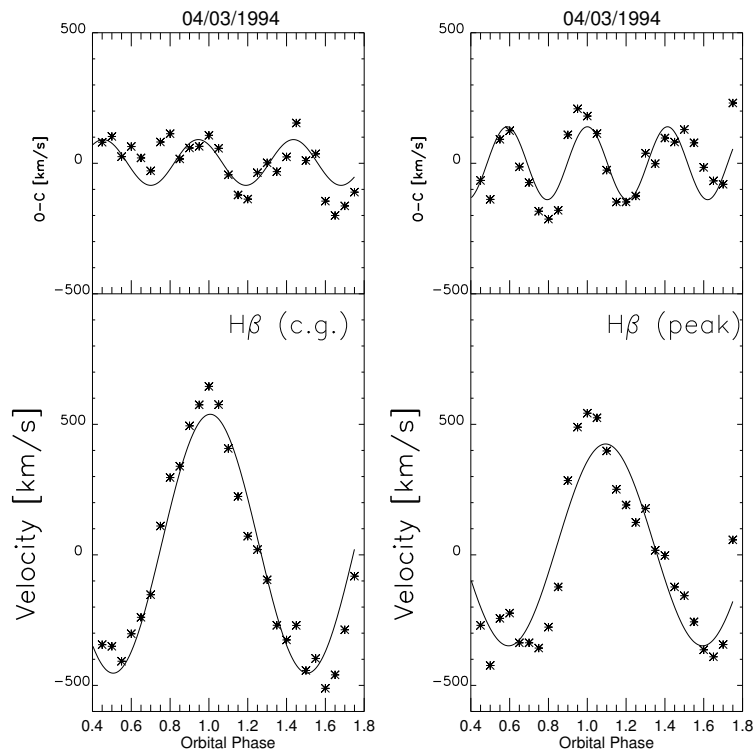 04/03/1994
500
0
-500
O-C [km/s]
04/03/1994
500
0
-500
O-C [km/s]
Hβ (c.g.)
500
0
-500
Velocity [km/s]
0.4 0.6 0.8 1.0 1.2 1.4 1.6 1.8
Orbital Phase
Hβ (peak)
500
0
-500
Velocity [km/s]
0.4 0.6 0.8 1.0 1.2 1.4 1.6 1.8
Orbital Phase